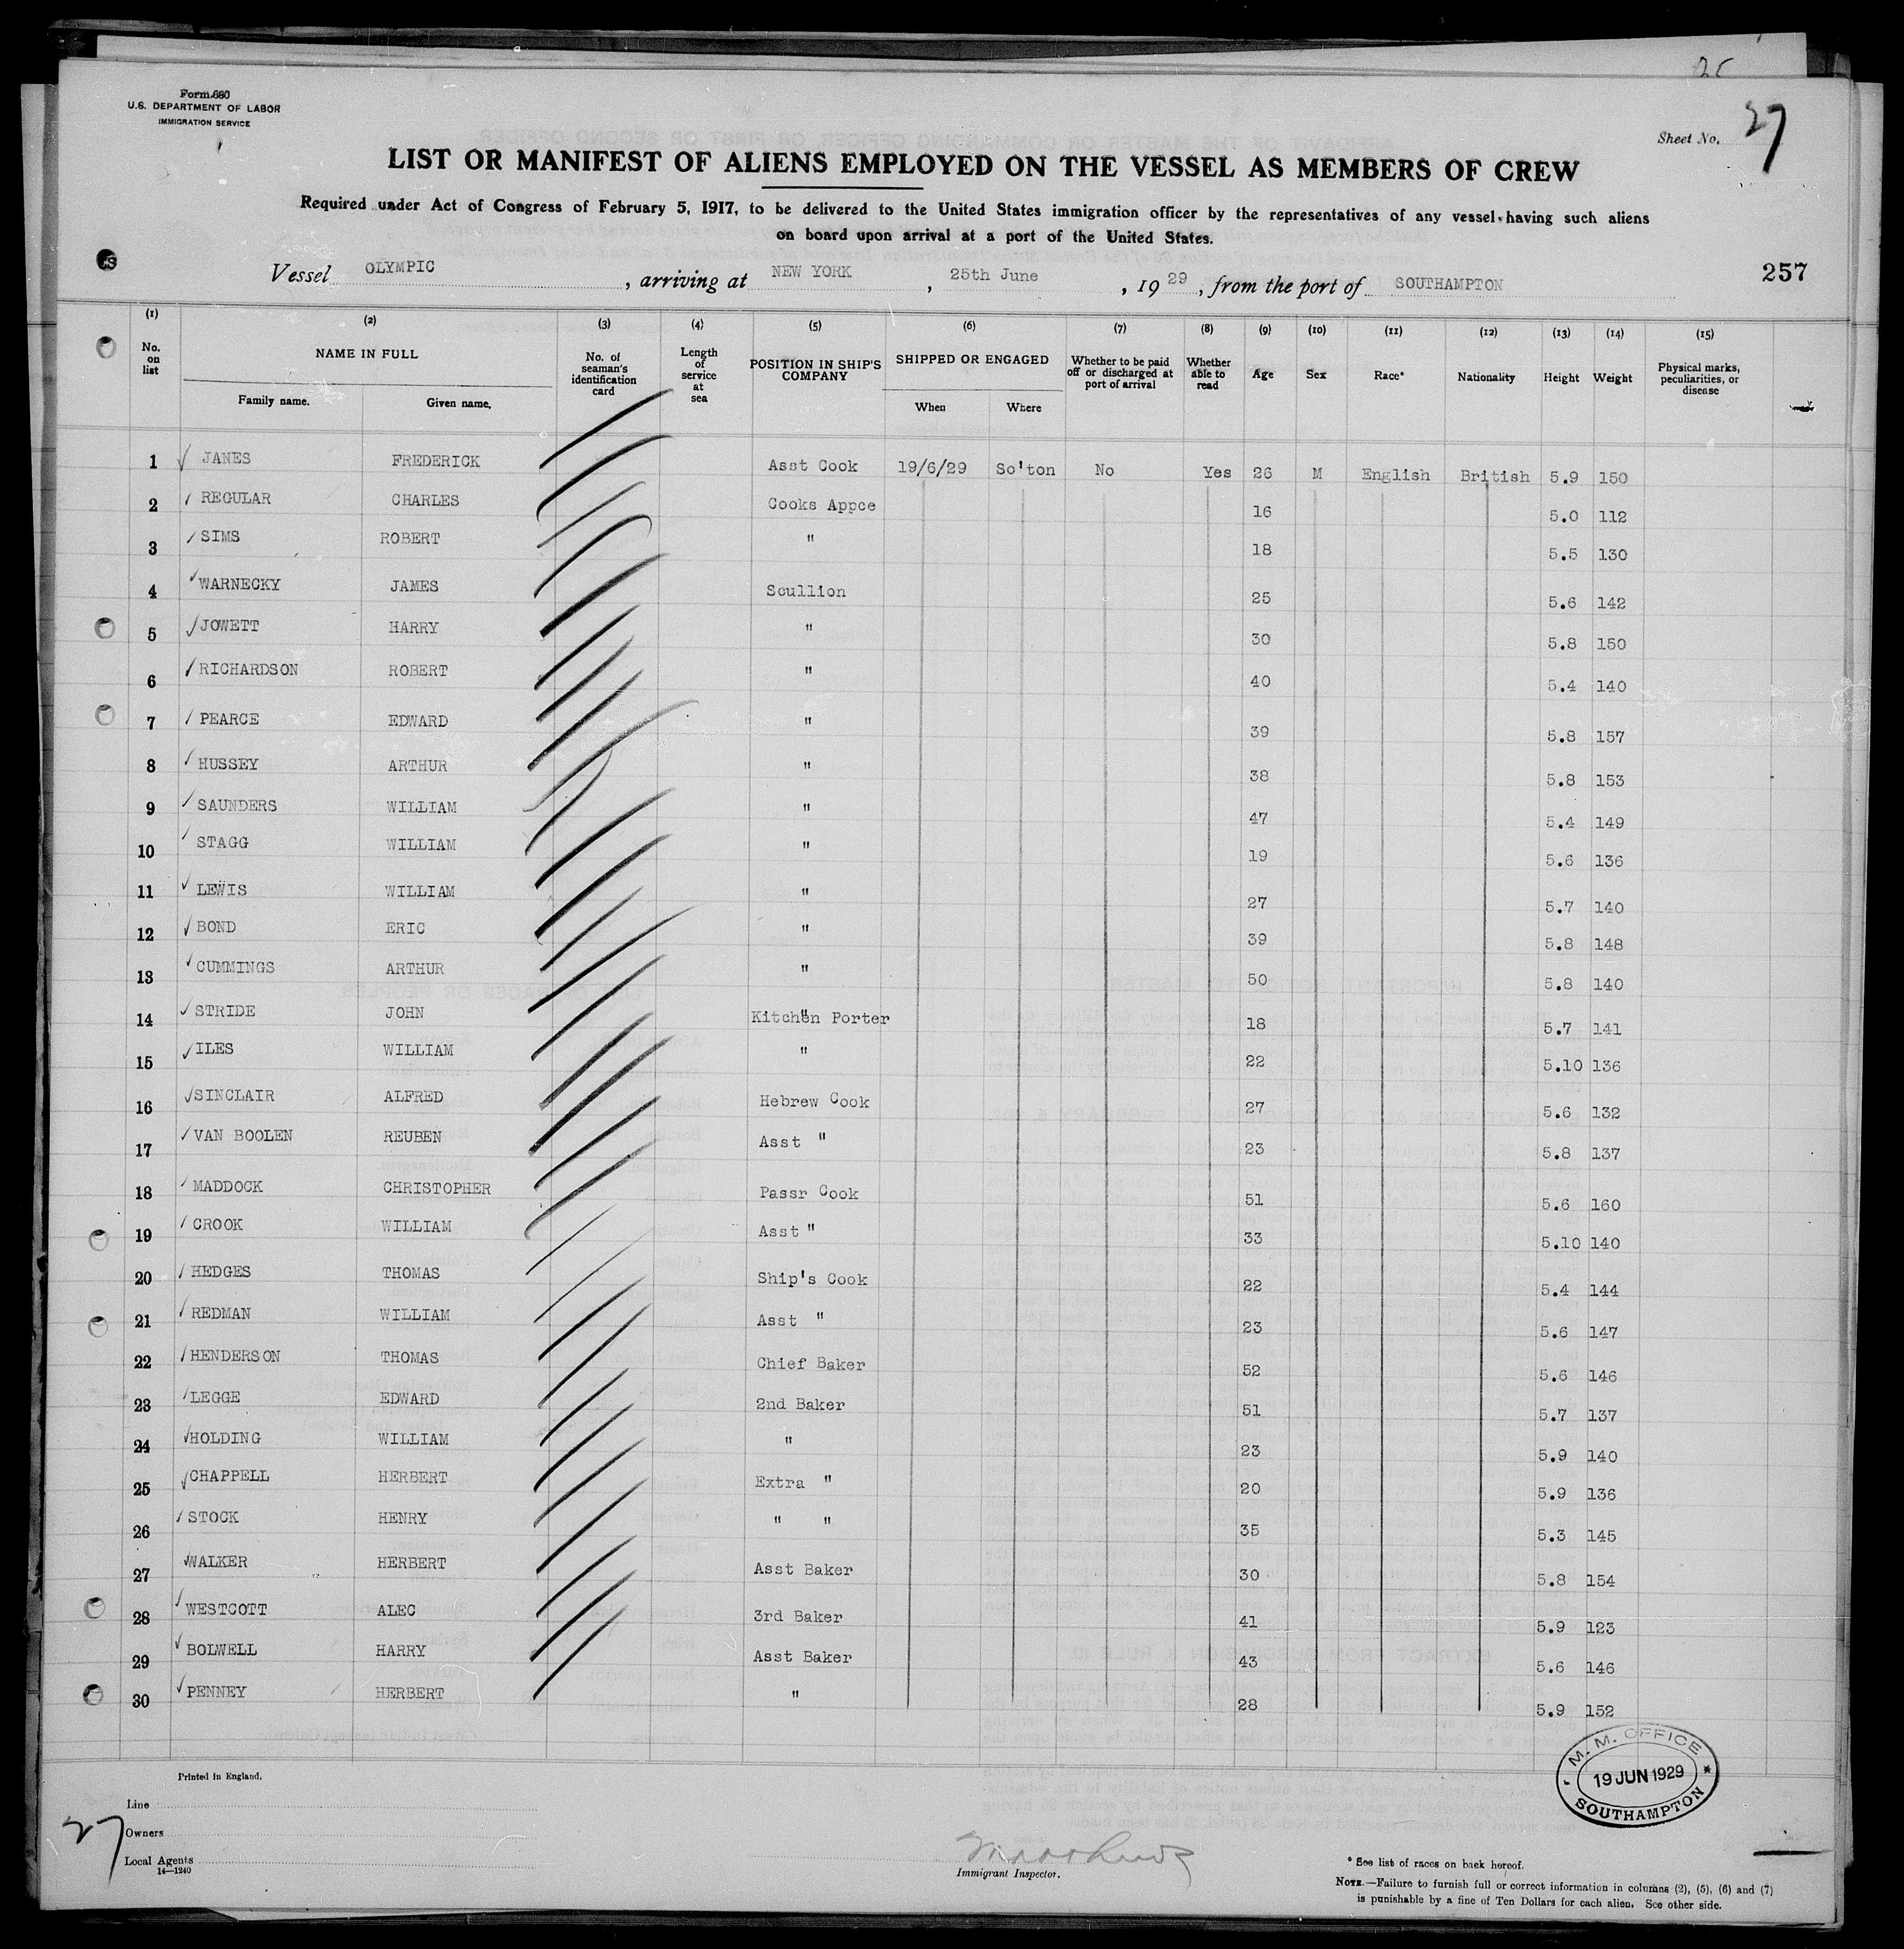 25
Form 680
U.S. DEPARTMENT OF LABOR
IMMIGRATION SERVICE
Sheet No. 27
LIST OR MANIFEST OF ALIENS EMPLOYED ON THE VESSEL AS MEMBERS OF CREW
Required under Act of Congress of February 5, 1917, to be delivered to the United States immigration officer by the representatives of any vessel having such aliens
on board upon arrival at a port of the United States.
Vessel OLYMPIC, arriving at NEW YORK, 25th June, 1929, from the port of SOUTHAMPTON 257
(1) (2) (3) (4) (5) (6) (7) (8) (9) (10) (11) (12) (13) (14) (15)
No. on list NAME IN FULL Family name. Given name. No. of seaman's identification card Length of service at sea POSITION IN SHIP'S COMPANY SHIPPED OR ENGAGED When Where Whether to be paid off or discharged at port of arrival Whether able to read Age Sex Race* Nationality Height Weight Physical marks, peculiarities, or disease
1 JANES FREDERICK Asst Cook 19/6/29 So'ton No Yes 26 M English British 5.9 150
2 REGULAR CHARLES Cooks Appce 16 5.0 112
3 SIMS ROBERT " 18 5.5 130
4 WARNECKY JAMES Scullion 25 5.6 142
5 JOWETT HARRY " 30 5.8 150
6 RICHARDSON ROBERT " 40 5.4 140
7 PEARCE EDWARD " 39 5.8 157
8 HUSSEY ARTHUR " 38 5.8 153
9 SAUNDERS WILLIAM " 47 5.4 149
10 STAGG WILLIAM " 19 5.6 136
11 LEWIS WILLIAM " 27 5.7 140
12 BOND ERIC " 39 5.8 148
13 CUMMINGS ARTHUR " 50 5.8 140
14 STRIDE JOHN Kitchen Porter 18 5.7 141
15 ILES WILLIAM " 22 5.10 136
16 SINCLAIR ALFRED Hebrew Cook 27 5.6 132
17 VAN BOOLEN REUBEN Asst " 23 5.8 137
18 MADDOCK CHRISTOPHER Passr Cook 51 5.6 160
19 CROOK WILLIAM Asst " 33 5.10 140
20 HEDGES THOMAS Ship's Cook 22 5.4 144
21 REDMAN WILLIAM Asst " 23 5.6 147
22 HENDERSON THOMAS Chief Baker 52 5.6 146
23 LEGGE EDWARD 2nd Baker 51 5.7 137
24 HOLDING WILLIAM " 23 5.9 140
25 CHAPPELL HERBERT Extra " 20 5.9 136
26 STOCK HENRY " " 35 5.3 145
27 WALKER HERBERT Asst Baker 30 5.8 154
28 WESTCOTT ALEC 3rd Baker 41 5.9 123
29 BOLWELL HARRY Asst Baker 43 5.6 146
30 PENNEY HERBERT " 28 5.9 152
M. M. OFFICE
19 JUN 1929
SOUTHAMPTON
Printed in England.
27
Line
Owners
Local Agents
14—1240
Immigrant Inspector.
* See list of races on back hereof.
NOTE.—Failure to furnish full or correct information in columns (2), (5), (6) and (7)
is punishable by a fine of Ten Dollars for each alien. See other side.